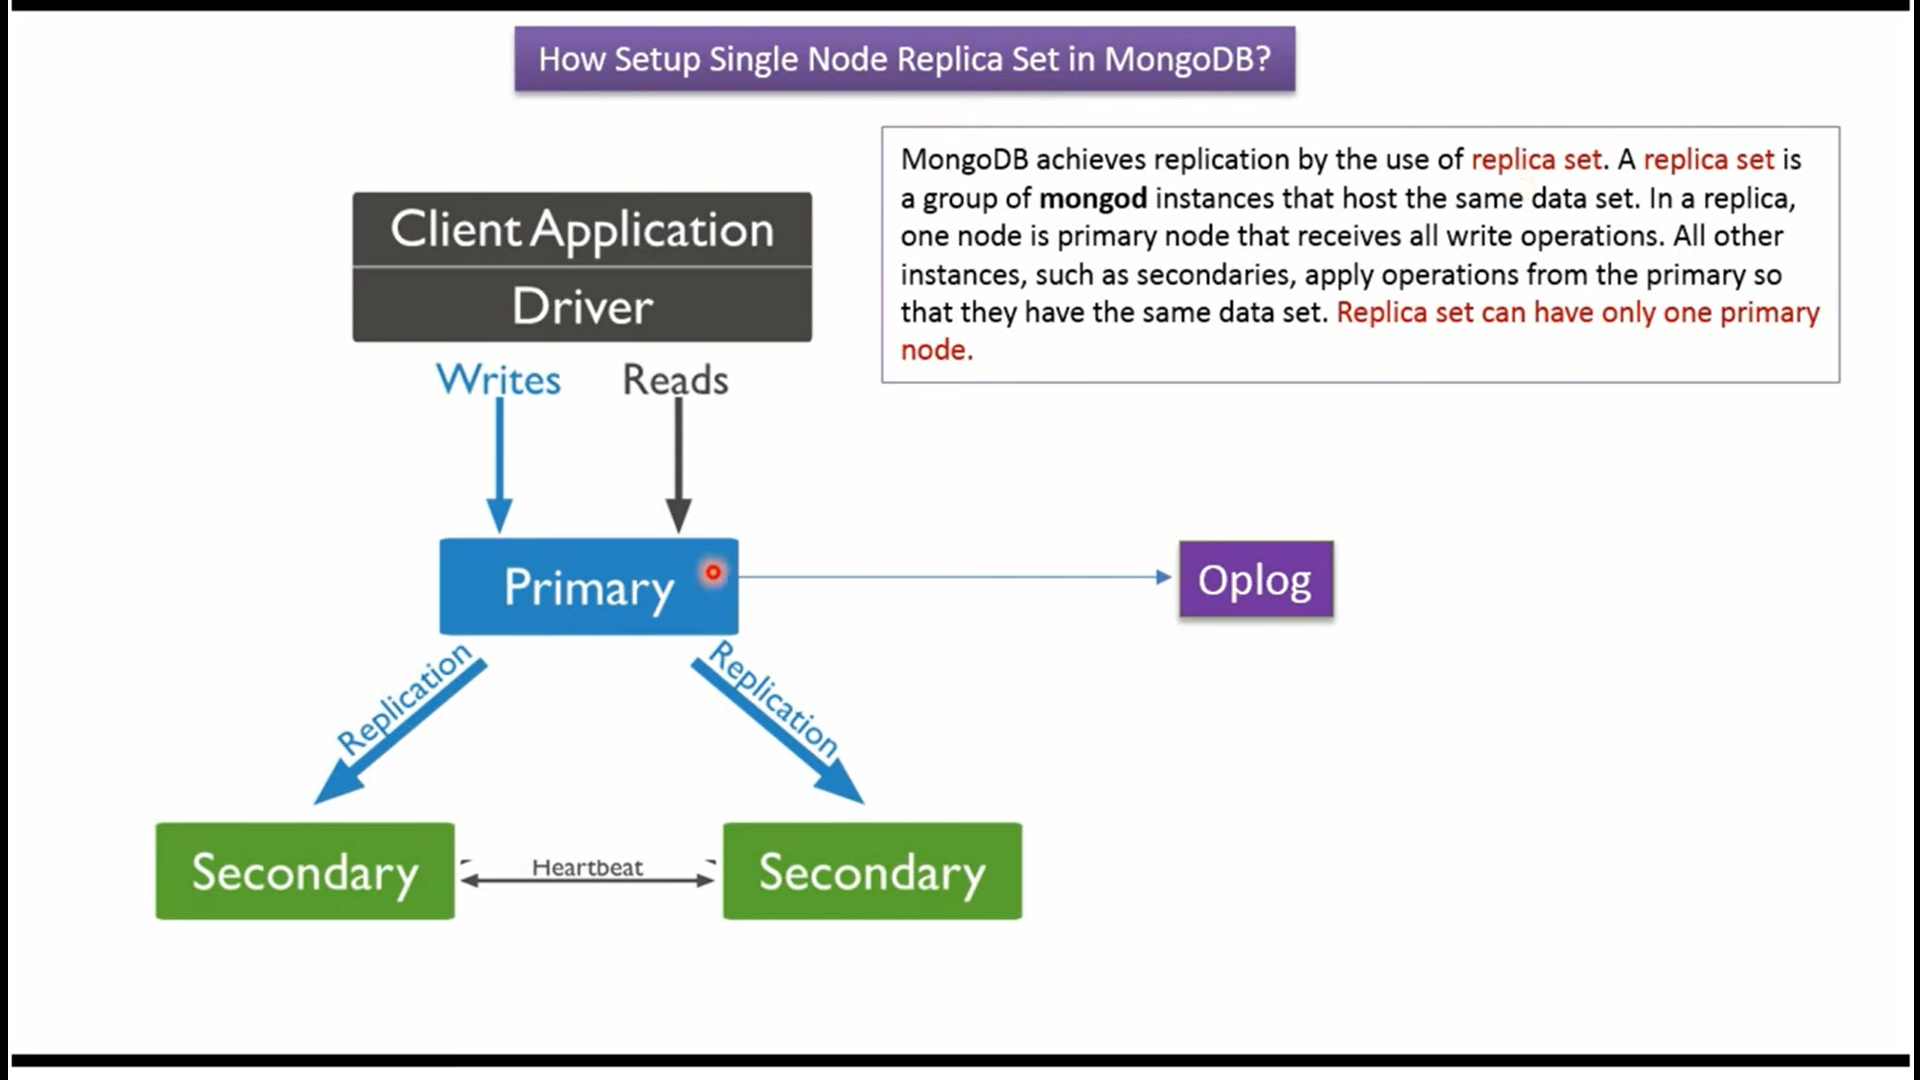 How Setup Single Node Replica Set in MongoDB?
MongoDB achieves replication by the use of replica set. A replica set is
a group of mongod instances that host the same data set. In a replica,
one node is primary node that receives all write operations. All other
instances, such as secondaries, apply operations from the primary so
that they have the same data set. Replica set can have only one primary
node.
Client Application
Driver
Writes
Reads
Primary
Oplog
Replication
Replication
Secondary
Heartbeat
Secondary